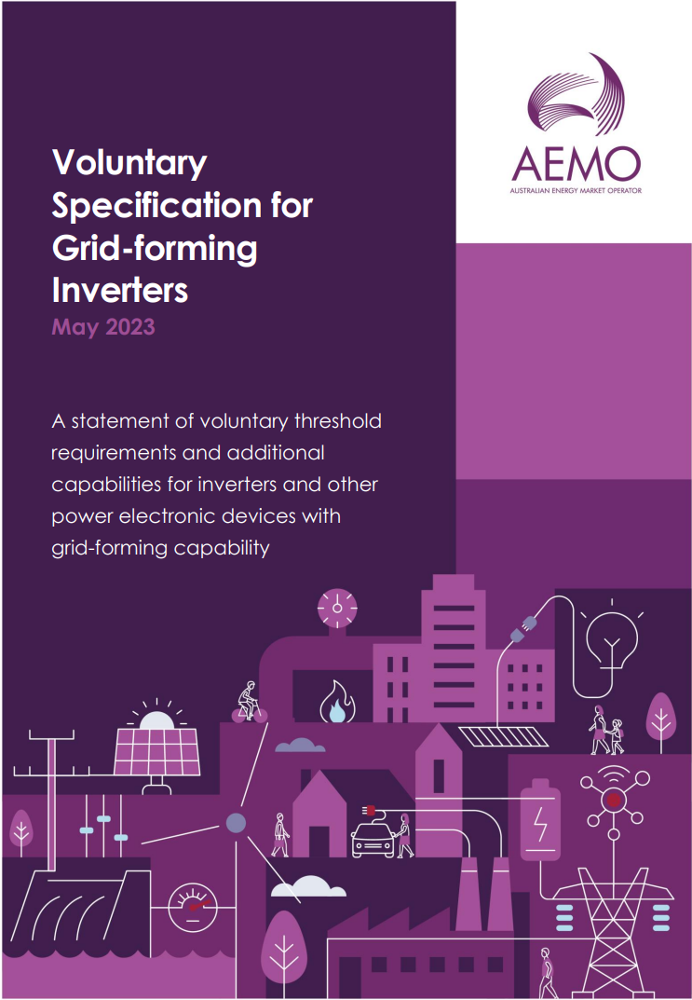 Voluntary
Specification for
Grid-forming
Inverters
May 2023
A statement of voluntary threshold
requirements and additional
capabilities for inverters and other
power electronic devices with
grid-forming capability
AEMO
AUSTRALIAN ENERGY MARKET OPERATOR